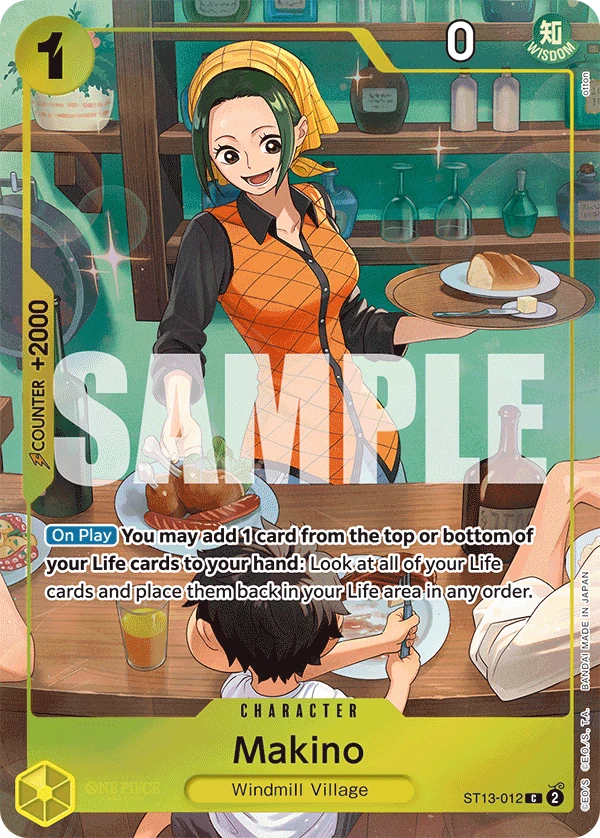 1
0
知
WISDOM
otton
COUNTER +2000
SAMPLE
On Play You may add 1 card from the top or bottom of
your Life cards to your hand: Look at all of your Life
cards and place them back in your Life area in any order.
CHARACTER
Makino
Windmill Village
ONE PIECE
ST13-012 C 2
©E.O/S ©E.O./S., T.A. BANDAI MADE IN JAPAN